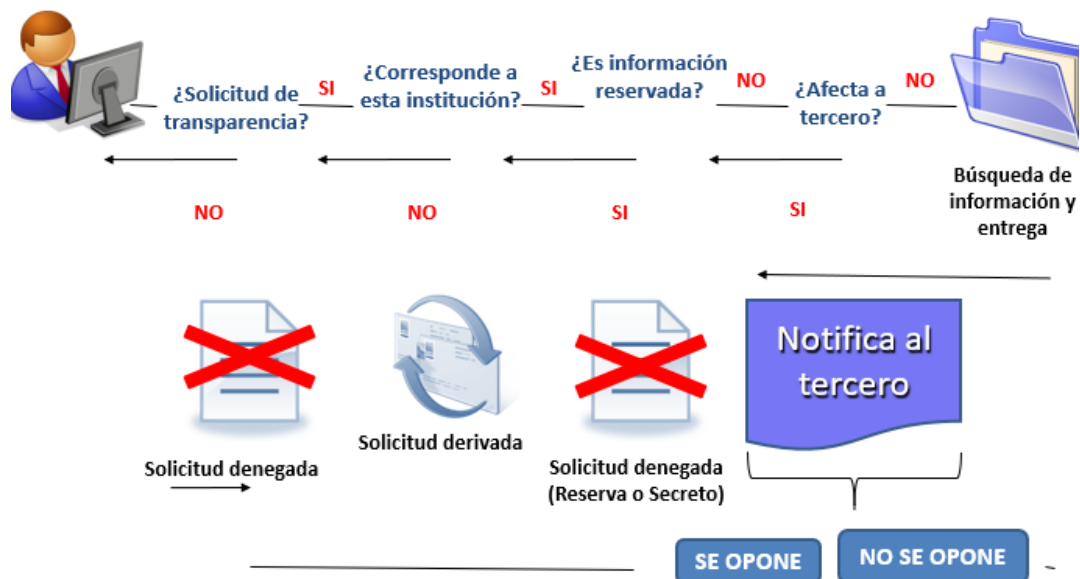 ¿Solicitud de
transparencia?
SI
¿Corresponde a
esta institución?
SI
¿Es información
reservada?
NO
¿Afecta a
tercero?
NO
Búsqueda de
información y
entrega
NO
NO
SI
SI
Solicitud denegada
Solicitud derivada
Solicitud denegada
(Reserva o Secreto)
Notifica al
tercero
SE OPONE
NO SE OPONE